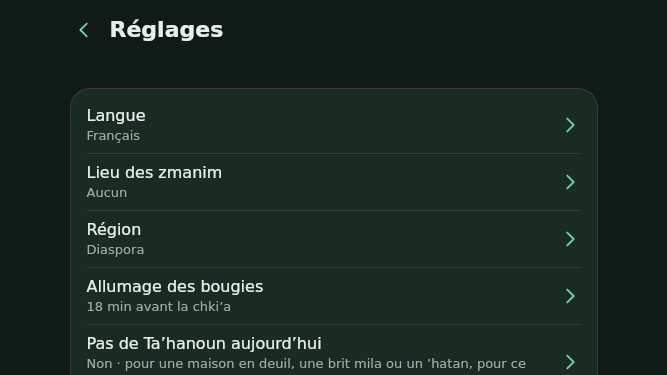 Réglages
Langue
Français
Lieu des zmanim
Aucun
Région
Diaspora
Allumage des bougies
18 min avant la chki’a
Pas de Ta’hanoun aujourd’hui
Non · pour une maison en deuil, une brit mila ou un ’hatan, pour ce